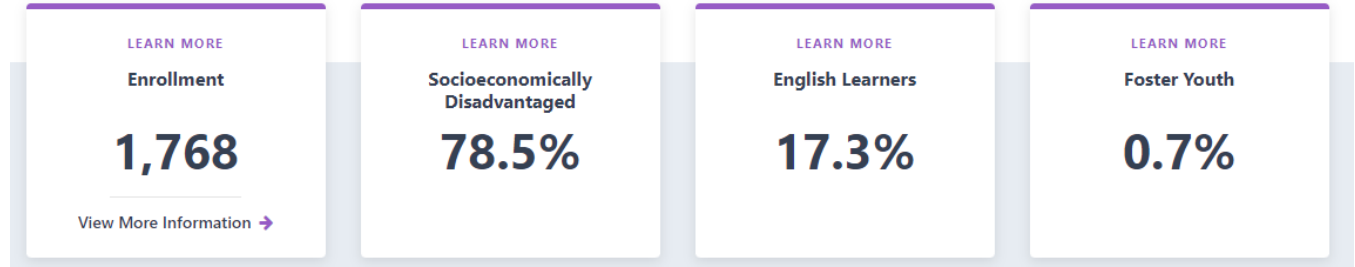 LEARN MORE
Enrollment
1,768
View More Information
LEARN MORE
Socioeconomically
Disadvantaged
78.5%
LEARN MORE
English Learners
17.3%
LEARN MORE
Foster Youth
0.7%